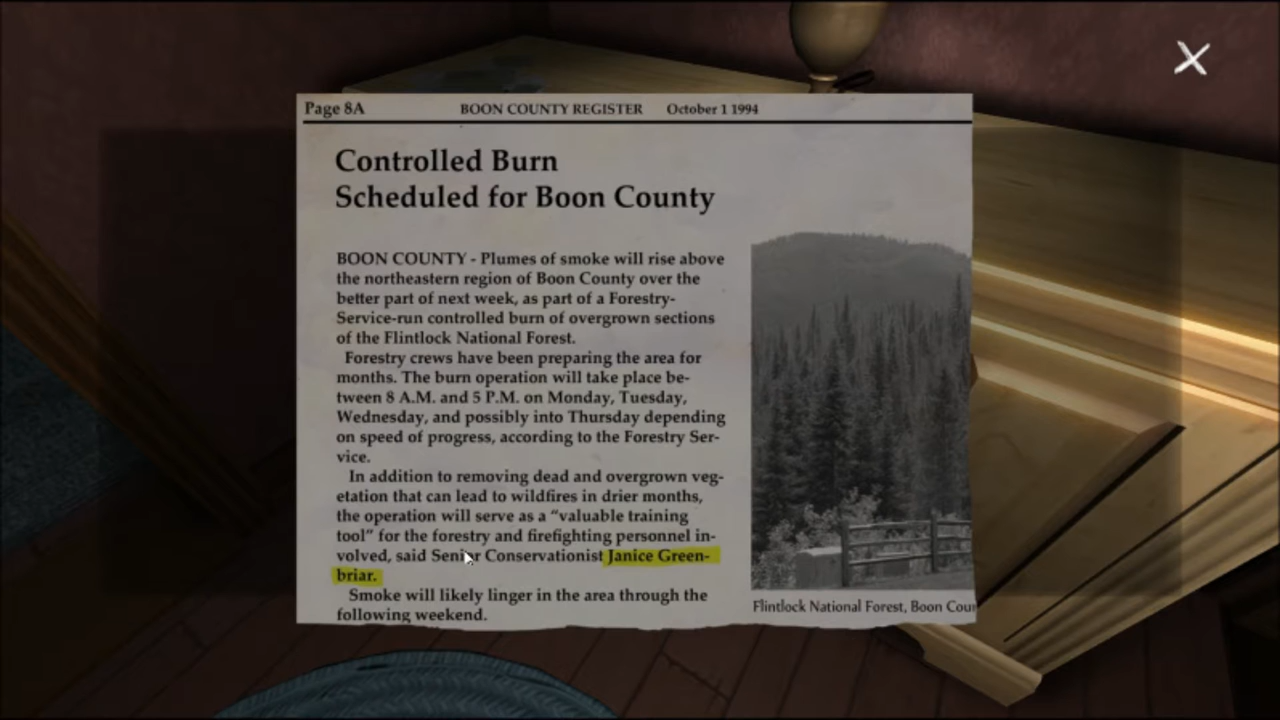 Page 8A BOON COUNTY REGISTER October 1 1994
Controlled Burn
Scheduled for Boon County
BOON COUNTY - Plumes of smoke will rise above
the northeastern region of Boon County over the
better part of next week, as part of a Forestry-
Service-run controlled burn of overgrown sections
of the Flintlock National Forest.
Forestry crews have been preparing the area for
months. The burn operation will take place be-
tween 8 A.M. and 5 P.M. on Monday, Tuesday,
Wednesday, and possibly into Thursday depending
on speed of progress, according to the Forestry Ser-
vice.
In addition to removing dead and overgrown veg-
etation that can lead to wildfires in drier months,
the operation will serve as a “valuable training
tool” for the forestry and firefighting personnel in-
volved, said Senior Conservationist Janice Green-
briar.
Smoke will likely linger in the area through the
following weekend.
Flintlock National Forest, Boon Cour